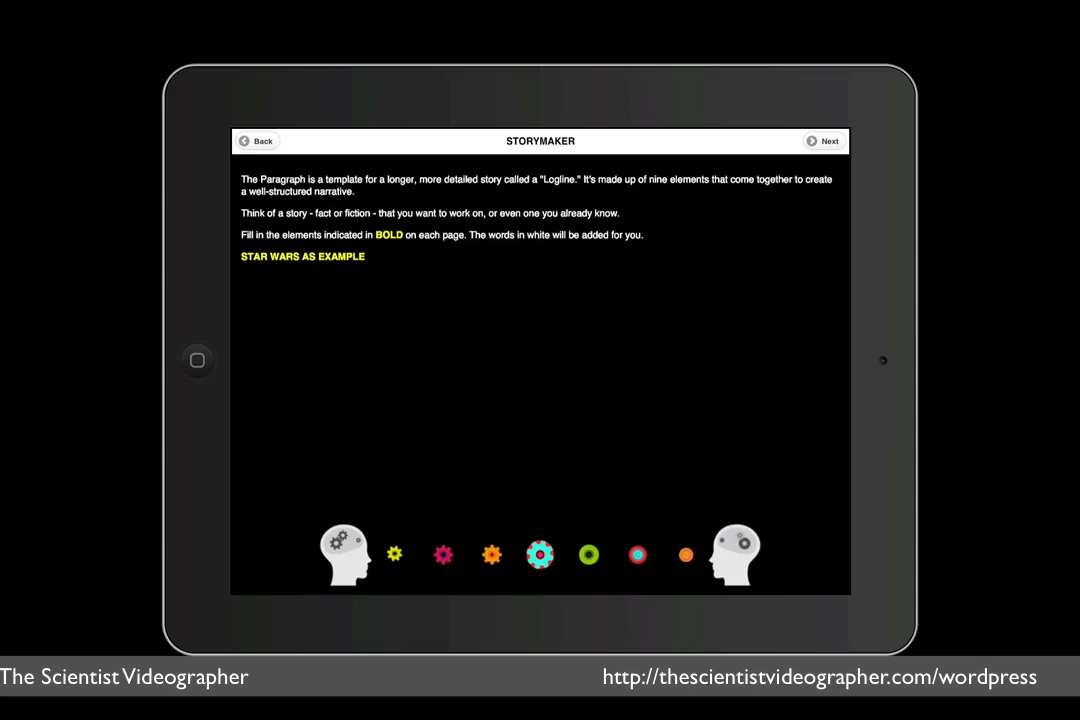 Back
STORYMAKER
Next
The Paragraph is a template for a longer, more detailed story called a "Logline." It's made up of nine elements that come together to create
a well-structured narrative.
Think of a story - fact or fiction - that you want to work on, or even one you already know.
Fill in the elements indicated in BOLD on each page. The words in white will be added for you.
STAR WARS AS EXAMPLE
The Scientist Videographer
http://thescientistvideographer.com/wordpress